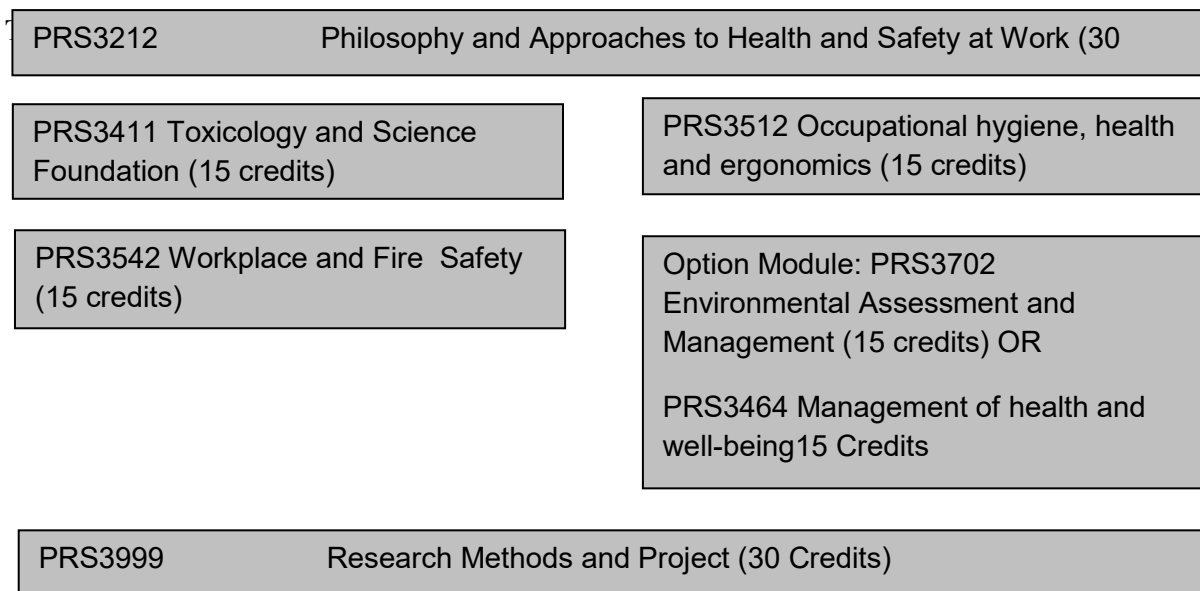 PRS3212 Philosophy and Approaches to Health and Safety at Work (30
PRS3411 Toxicology and Science
Foundation (15 credits)
PRS3512 Occupational hygiene, health
and ergonomics (15 credits)
PRS3542 Workplace and Fire Safety
(15 credits)
Option Module: PRS3702
Environmental Assessment and
Management (15 credits) OR
PRS3464 Management of health and
well-being15 Credits
PRS3999 Research Methods and Project (30 Credits)